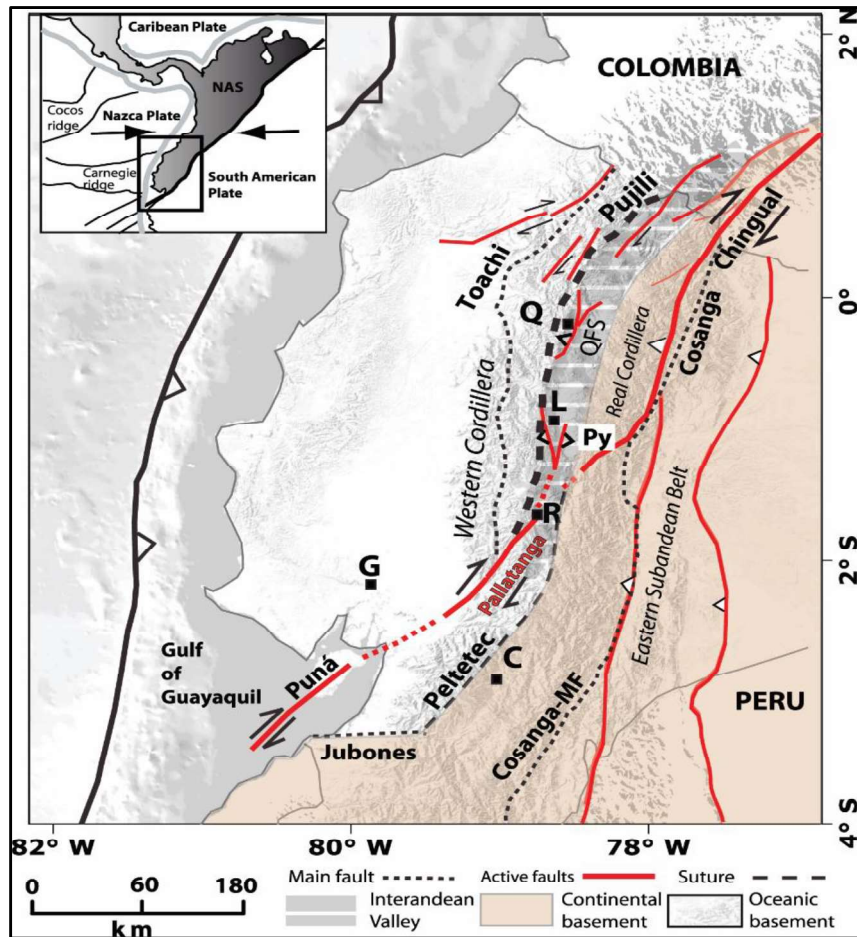 Caribbean Plate
NAS
Cocos
ridge
Nazca Plate
Carnegie
ridge
South American
Plate
2° N
COLOMBIA
Pujili
Chingual
Toachi
0°
Q
QFS
Cosanga
Real Cordillera
Western Cordillera
L
Py
Eastern Subandean Belt
R
2°S
G
Pallatanga
Gulf
of
Guayaquil
Puná
Peltetec
C
Cosanga-MF
PERU
Jubones
4° S
82° W
80° W
78° W
Main fault
Active faults
Suture
0
60
180
km
Interandean
Valley
Continental
basement
Oceanic
basement